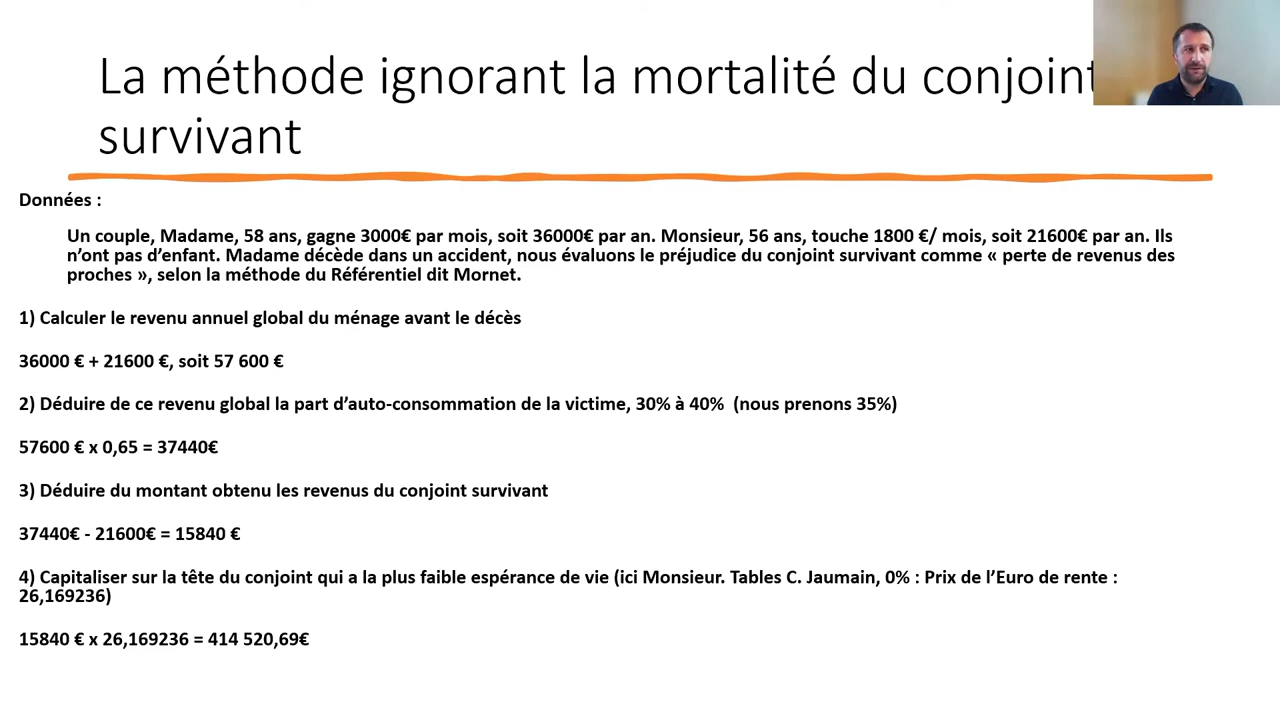 La méthode ignorant la mortalité du conjoint
survivant
Données :
Un couple, Madame, 58 ans, gagne 3000€ par mois, soit 36000€ par an. Monsieur, 56 ans, touche 1800 €/ mois, soit 21600€ par an. Ils
n’ont pas d’enfant. Madame décède dans un accident, nous évaluons le préjudice du conjoint survivant comme « perte de revenus des
proches », selon la méthode du Référentiel dit Mornet.
1) Calculer le revenu annuel global du ménage avant le décès
36000 € + 21600 €, soit 57 600 €
2) Déduire de ce revenu global la part d’auto-consommation de la victime, 30% à 40% (nous prenons 35%)
57600 € x 0,65 = 37440€
3) Déduire du montant obtenu les revenus du conjoint survivant
37440€ - 21600€ = 15840 €
4) Capitaliser sur la tête du conjoint qui a la plus faible espérance de vie (ici Monsieur. Tables C. Jaumain, 0% : Prix de l’Euro de rente :
26,169236)
15840 € x 26,169236 = 414 520,69€